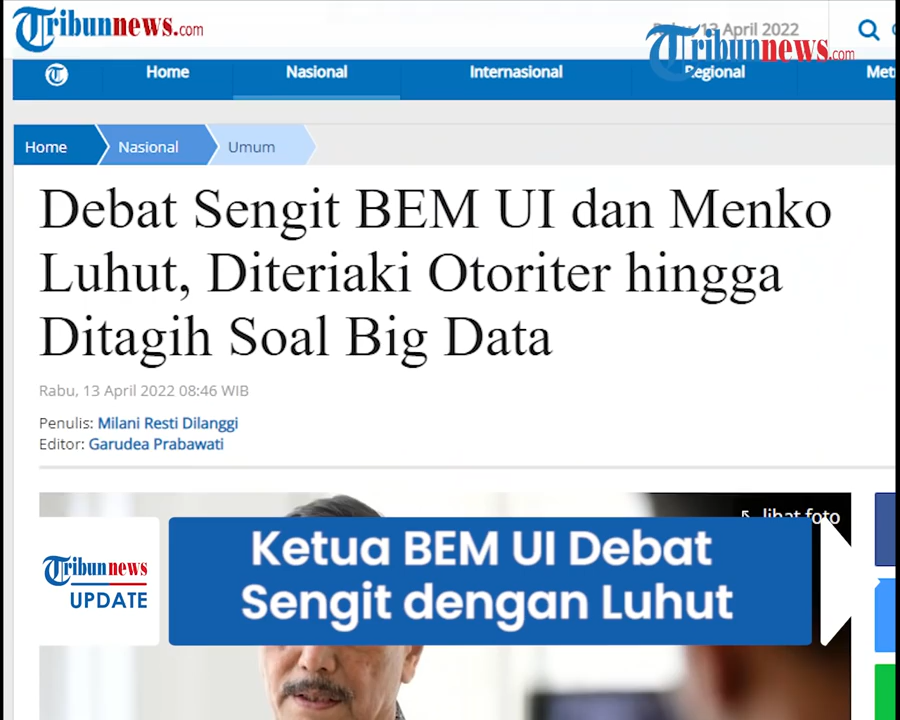 Tribunnews.com
Rabu, 13 April 2022
Tribunnews.com
Home
Nasional
Internasional
Regional
Met
Home
Nasional
Umum
Debat Sengit BEM UI dan Menko
Luhut, Diteriaki Otoriter hingga
Ditagih Soal Big Data
Rabu, 13 April 2022 08:46 WIB
Penulis: Milani Resti Dilanggi
Editor: Garudea Prabawati
lihat foto
Tribunnews
UPDATE
Ketua BEM UI Debat
Sengit dengan Luhut